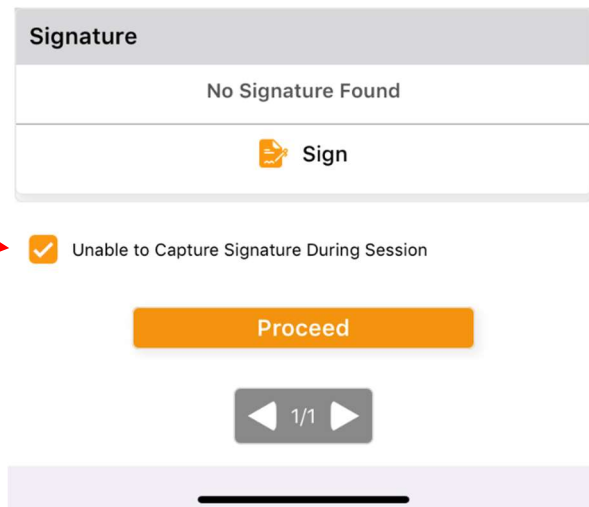 Signature
No Signature Found
Sign
Unable to Capture Signature During Session
Proceed
1/1